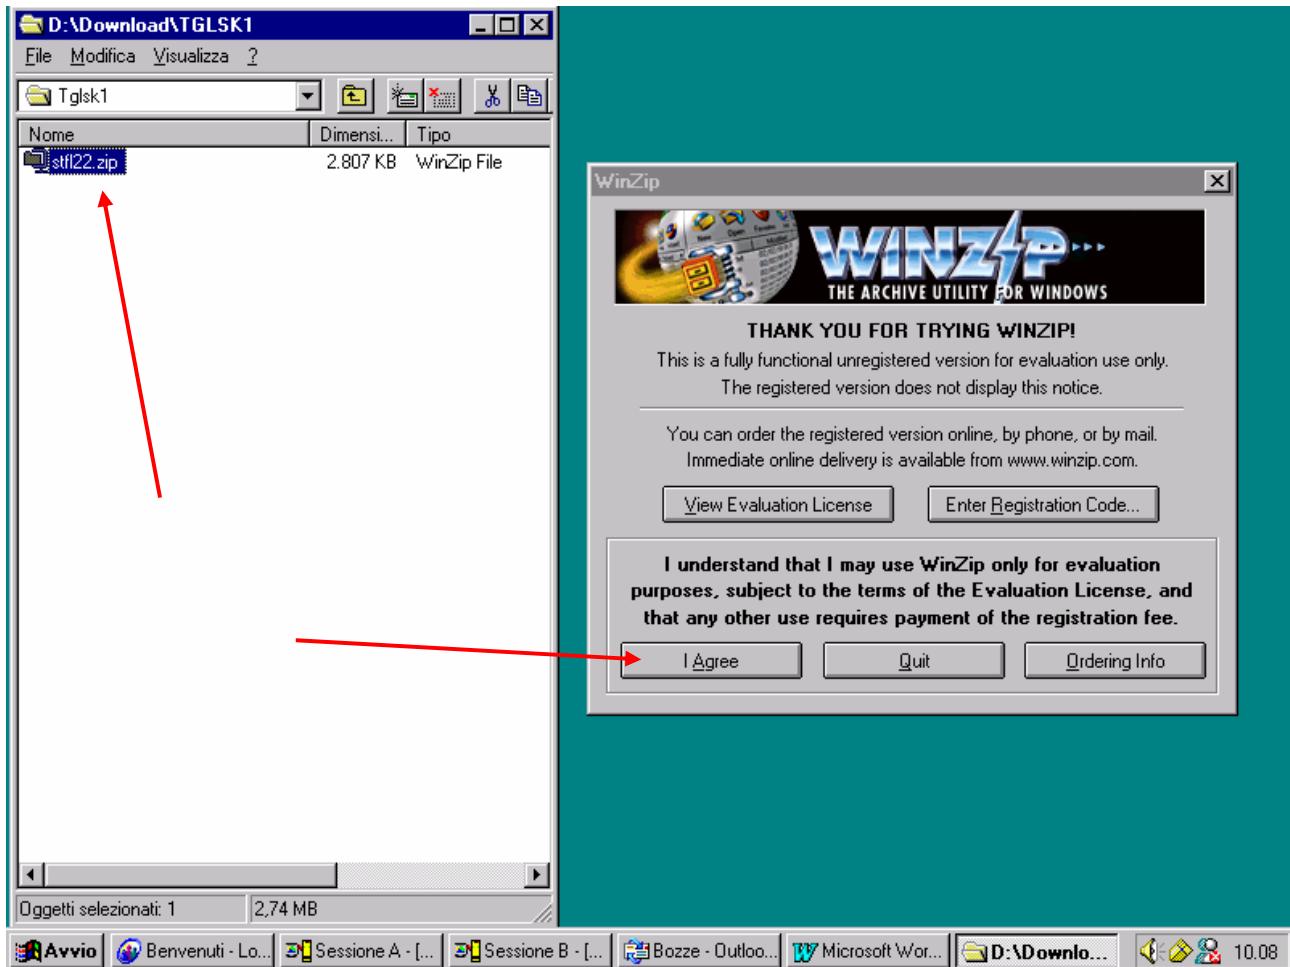 D:\Download\TGLSK1
File Modifica Visualizza ?
Tglsk1
Nome Dimensi... Tipo
stfl22.zip 2.807 KB WinZip File
Oggetti selezionati: 1 2,74 MB
WinZip
WINZIP
THE ARCHIVE UTILITY FOR WINDOWS
THANK YOU FOR TRYING WINZIP!
This is a fully functional unregistered version for evaluation use only.
The registered version does not display this notice.
You can order the registered version online, by phone, or by mail.
Immediate online delivery is available from www.winzip.com.
View Evaluation License Enter Registration Code...
I understand that I may use WinZip only for evaluation
purposes, subject to the terms of the Evaluation License, and
that any other use requires payment of the registration fee.
I Agree Quit Ordering Info
Avvio Benvenuti - Lo... Sessione A - [... Sessione B - [... Bozze - Outloo... Microsoft Wor... D:\Downlo... 10.08